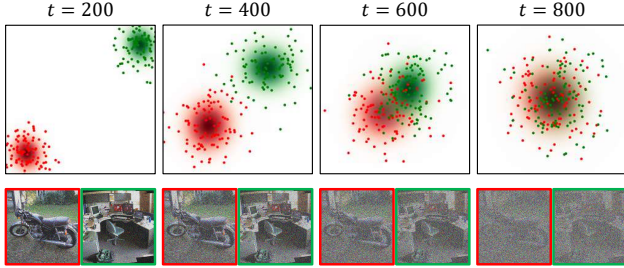 t = 200
t = 400
t = 600
t = 800